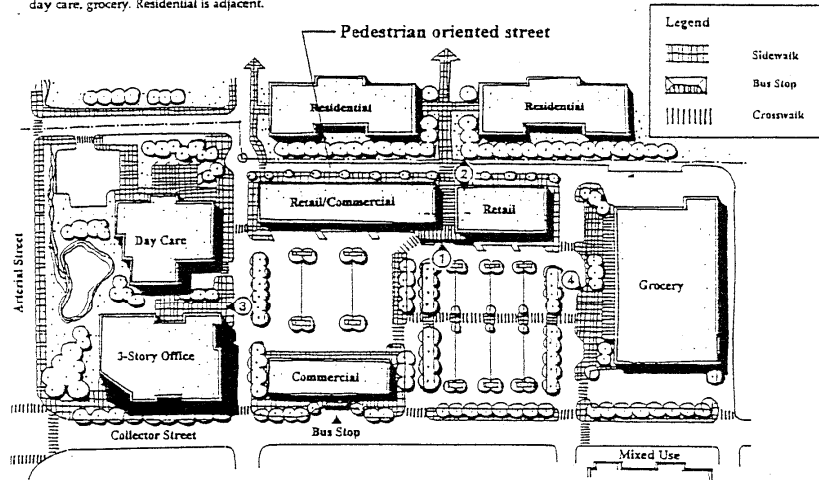 day care, grocery. Residential is adjacent.
Pedestrian oriented street
Legend
Sidewalk
Bus Stop
Crosswalk
Residential
Residential
2
Retail/Commercial
Retail
Day Care
1
4
Grocery
Arterial Street
3
3-Story Office
Commercial
Collector Street
Bus Stop
Mixed Use